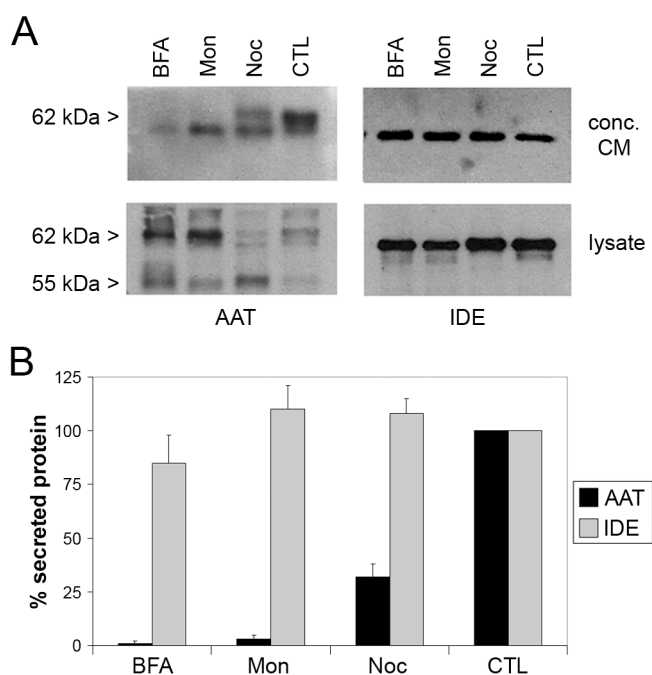 A
BFA Mon Noc CTL
BFA Mon Noc CTL
62 kDa >
conc.
CM
62 kDa >
lysate
55 kDa >
AAT
IDE
B
% secreted protein
125
100
75
50
25
0
AAT
IDE
BFA Mon Noc CTL